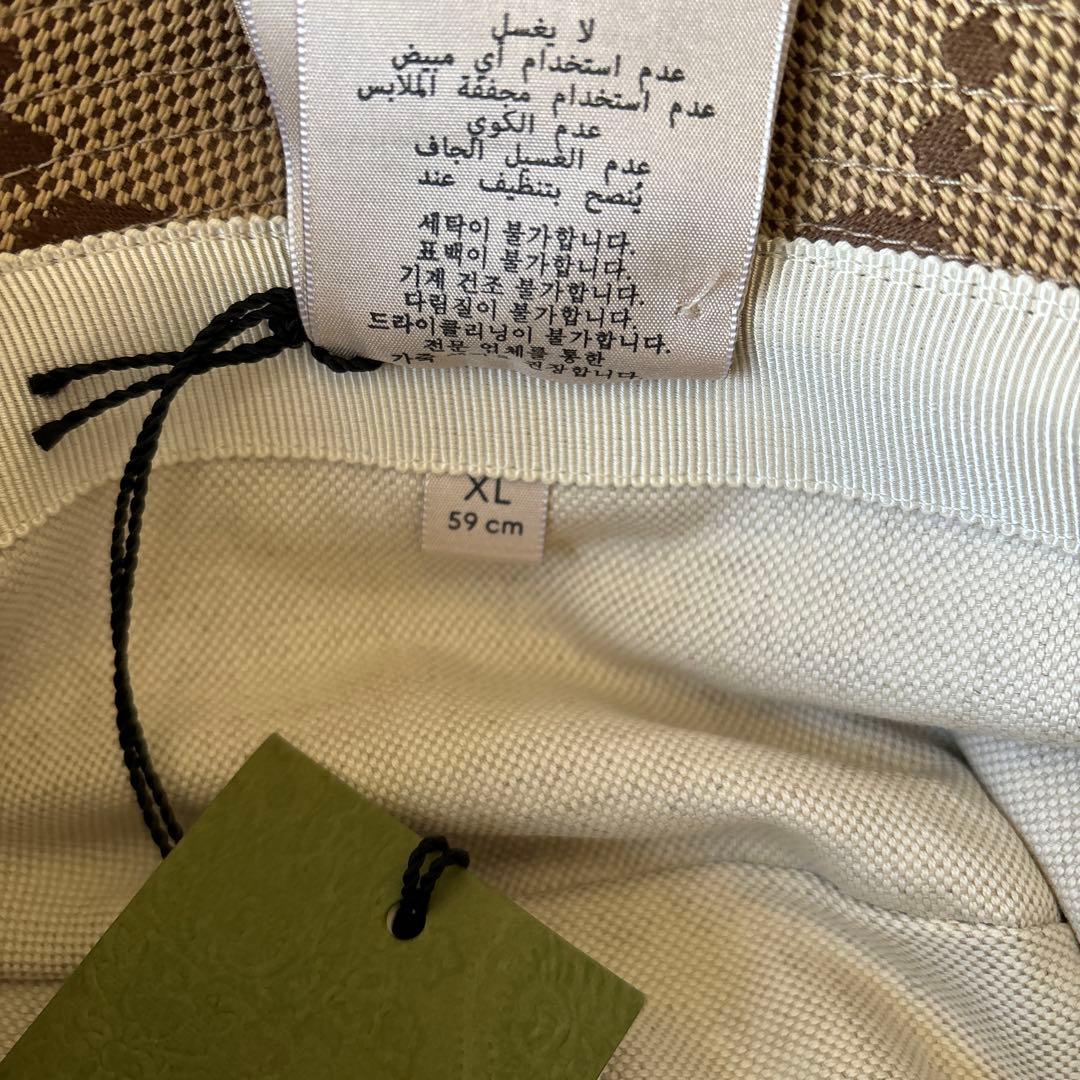 لا يغسل
عدم استخدام أي مبيض
عدم استخدام مجففة الملابس
عدم الكوي
عدم الغسيل الجاف
يُنصح بتنظيف عند
세탁이 불가합니다.
표백이 불가합니다.
기계 건조 불가합니다.
다림질이 불가합니다.
드라이클리닝이 불가합니다.
전문 업체를 통한
가죽
XL
59 cm